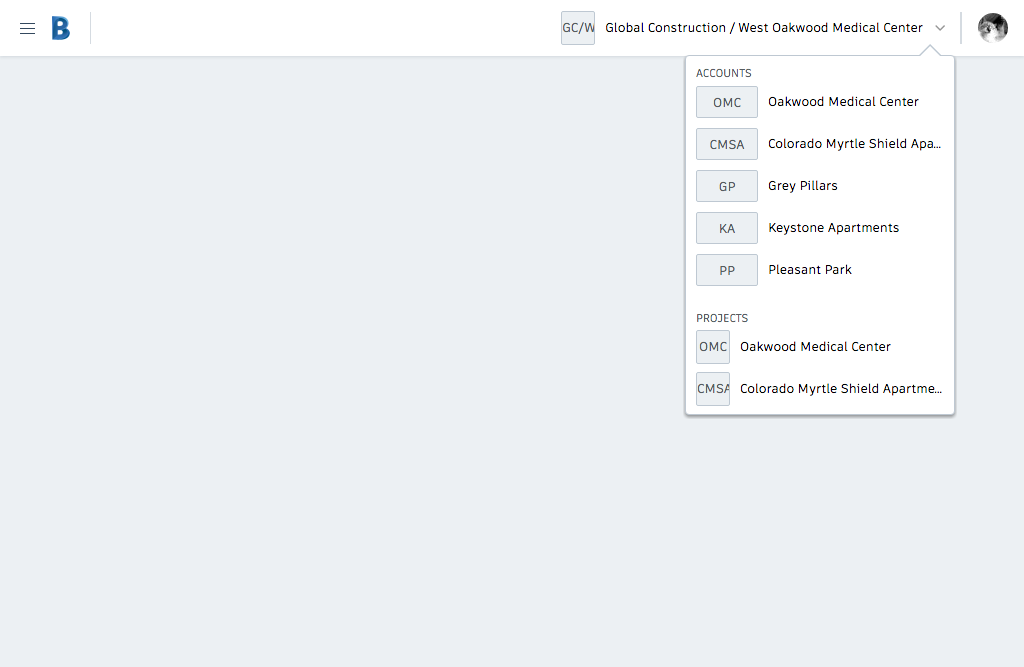 B
GC/W Global Construction / West Oakwood Medical Center
ACCOUNTS
OMC Oakwood Medical Center
CMSA Colorado Myrtle Shield Apa...
GP Grey Pillars
KA Keystone Apartments
PP Pleasant Park
PROJECTS
OMC Oakwood Medical Center
CMSA Colorado Myrtle Shield Apartme...